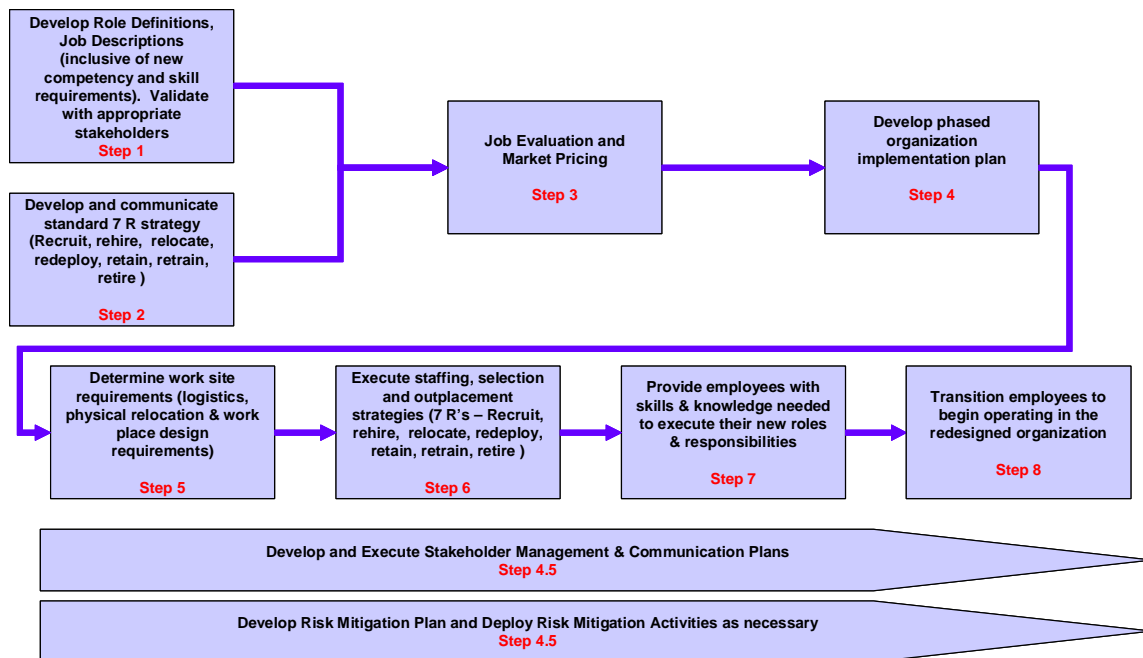 Develop Role Definitions,
Job Descriptions
(inclusive of new
competency and skill
requirements).  Validate
with appropriate
stakeholders
Step 1
Develop and communicate
standard 7 R strategy
(Recruit, rehire,  relocate,
redeploy, retain, retrain,
retire )
Step 2
Job Evaluation and
Market Pricing
Step 3
Develop phased
organization
implementation plan
Step 4
Determine work site
requirements (logistics,
physical relocation & work
place design
requirements)
Step 5
Execute staffing, selection
and outplacement
strategies (7 R's – Recruit,
rehire,  relocate, redeploy,
retain, retrain, retire )
Step 6
Provide employees with
skills & knowledge needed
to execute their new roles
& responsibilities
Step 7
Transition employees to
begin operating in the
redesigned organization
Step 8
Develop and Execute Stakeholder Management & Communication Plans
Step 4.5
Develop Risk Mitigation Plan and Deploy Risk Mitigation Activities as necessary
Step 4.5